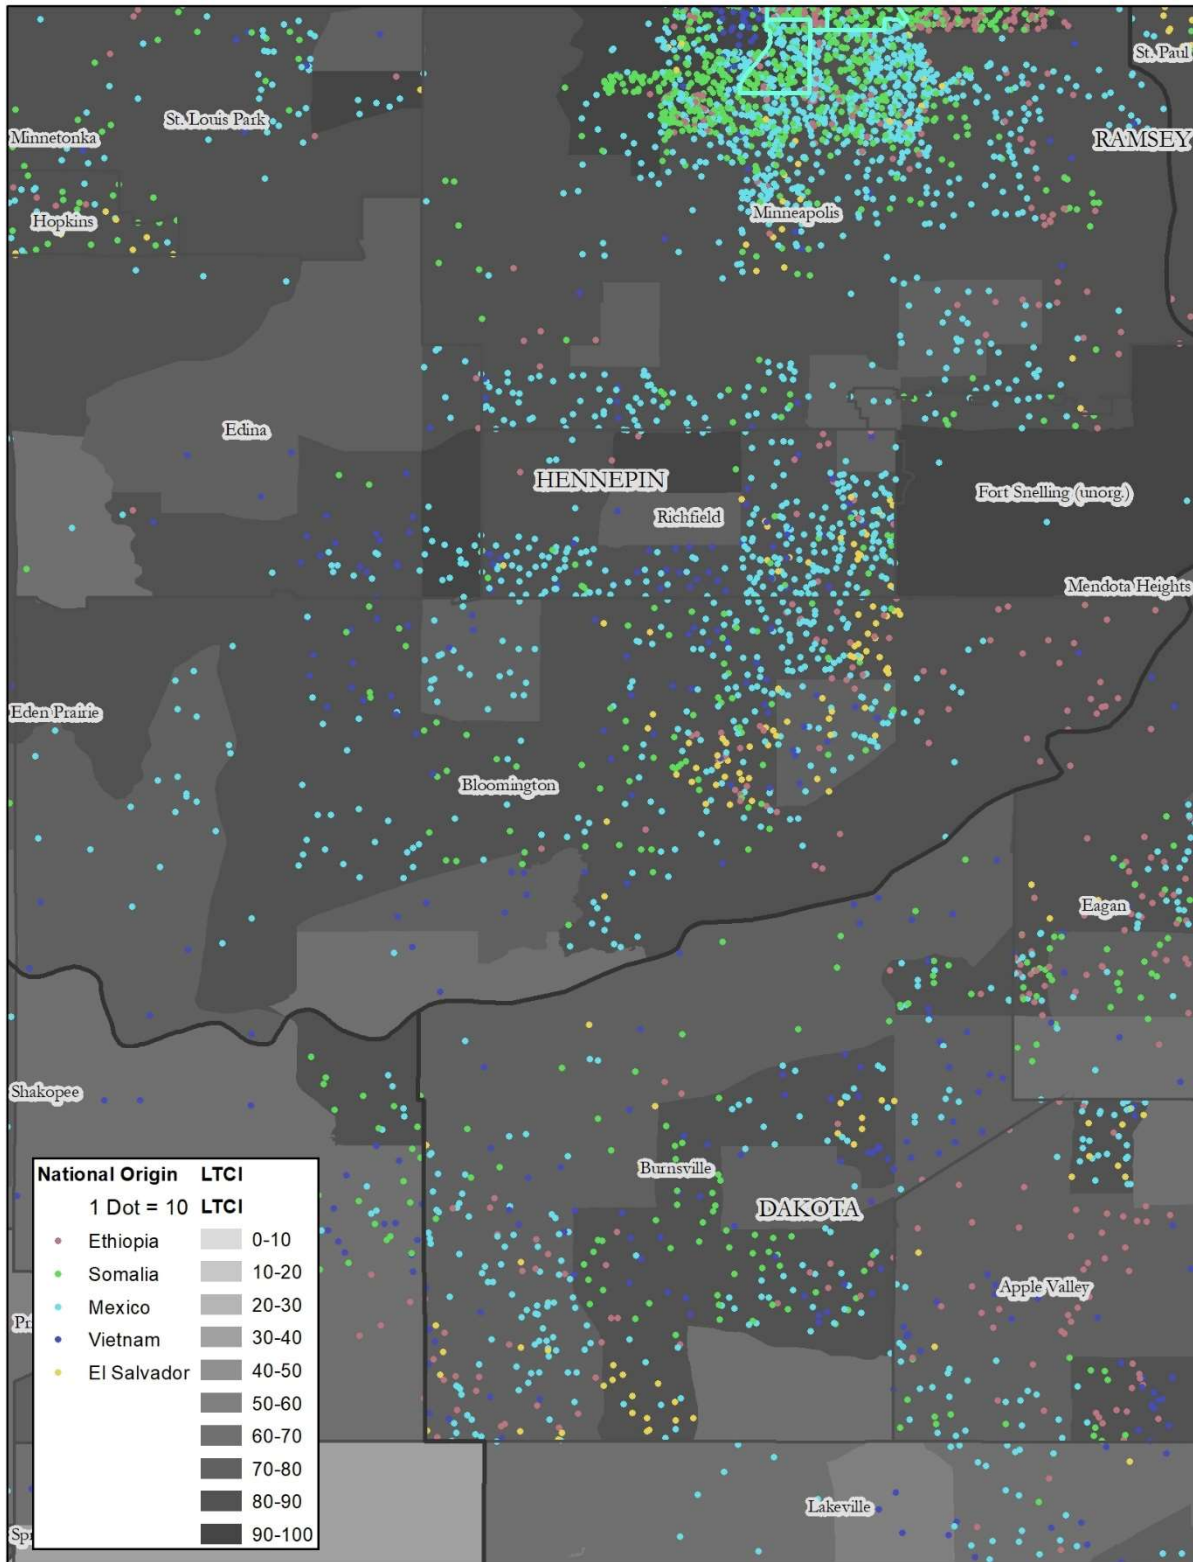 St. Paul
St. Louis Park
Minnetonka
RAMSEY
Hopkins
Minneapolis
Edina
HENNEPIN
Fort Snelling (unorg.)
Richfield
Mendota Heights
Eden Prairie
Bloomington
Eagan
Shakopee
Burnsville
DAKOTA
Apple Valley
Lakeville
Pri
Spr
National Origin LTCI
1 Dot = 10 LTCI
Ethiopia 0-10
Somalia 10-20
Mexico 20-30
Vietnam 30-40
El Salvador 40-50
50-60
60-70
70-80
80-90
90-100